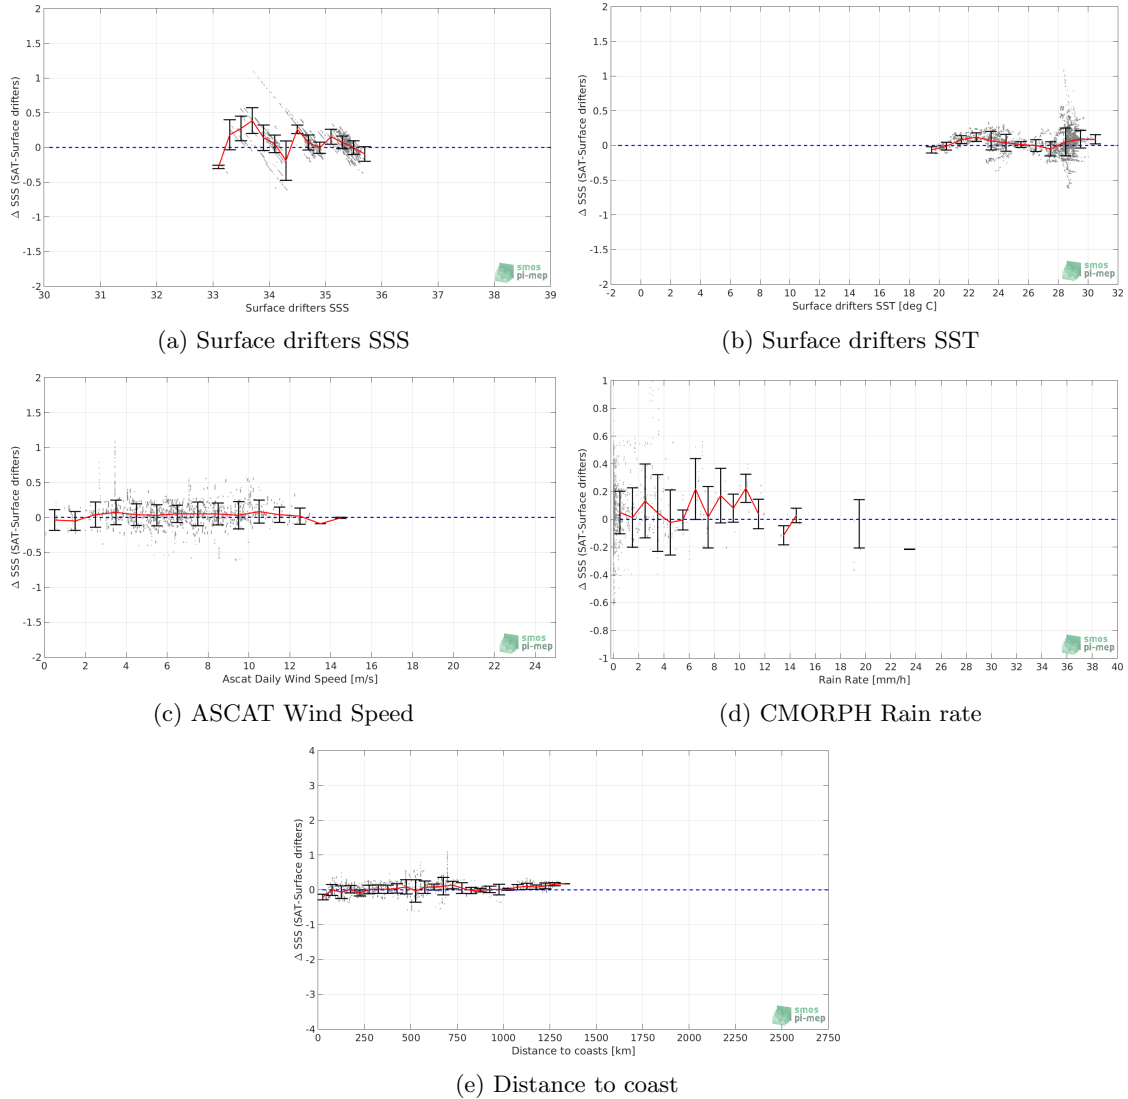 2
1.5
1
0.5
0
-0.5
-1
-1.5
-2
Δ SSS (SAT-Surface drifters)
30 31 32 33 34 35 36 37 38 39
Surface drifters SSS
smos
pi-mep
(a) Surface drifters SSS
2
1.5
1
0.5
0
-0.5
-1
-1.5
-2
Δ SSS (SAT-Surface drifters)
-2 0 2 4 6 8 10 12 14 16 18 20 22 24 26 28 30 32
Surface drifters SST [deg C]
smos
pi-mep
(b) Surface drifters SST
2
1.5
1
0.5
0
-0.5
-1
-1.5
-2
Δ SSS (SAT-Surface drifters)
0 2 4 6 8 10 12 14 16 18 20 22 24
Ascat Daily Wind Speed [m/s]
smos
pi-mep
(c) ASCAT Wind Speed
1
0.8
0.6
0.4
0.2
0
-0.2
-0.4
-0.6
-0.8
-1
Δ SSS (SAT-Surface drifters)
0 2 4 6 8 10 12 14 16 18 20 22 24 26 28 30 32 34 36 38 40
Rain Rate [mm/h]
smos
pi-mep
(d) CMORPH Rain rate
4
3
2
1
0
-1
-2
-3
-4
Δ SSS (SAT-Surface drifters)
0 250 500 750 1000 1250 1500 1750 2000 2250 2500 2750
Distance to coasts [km]
smos
pi-mep
(e) Distance to coast